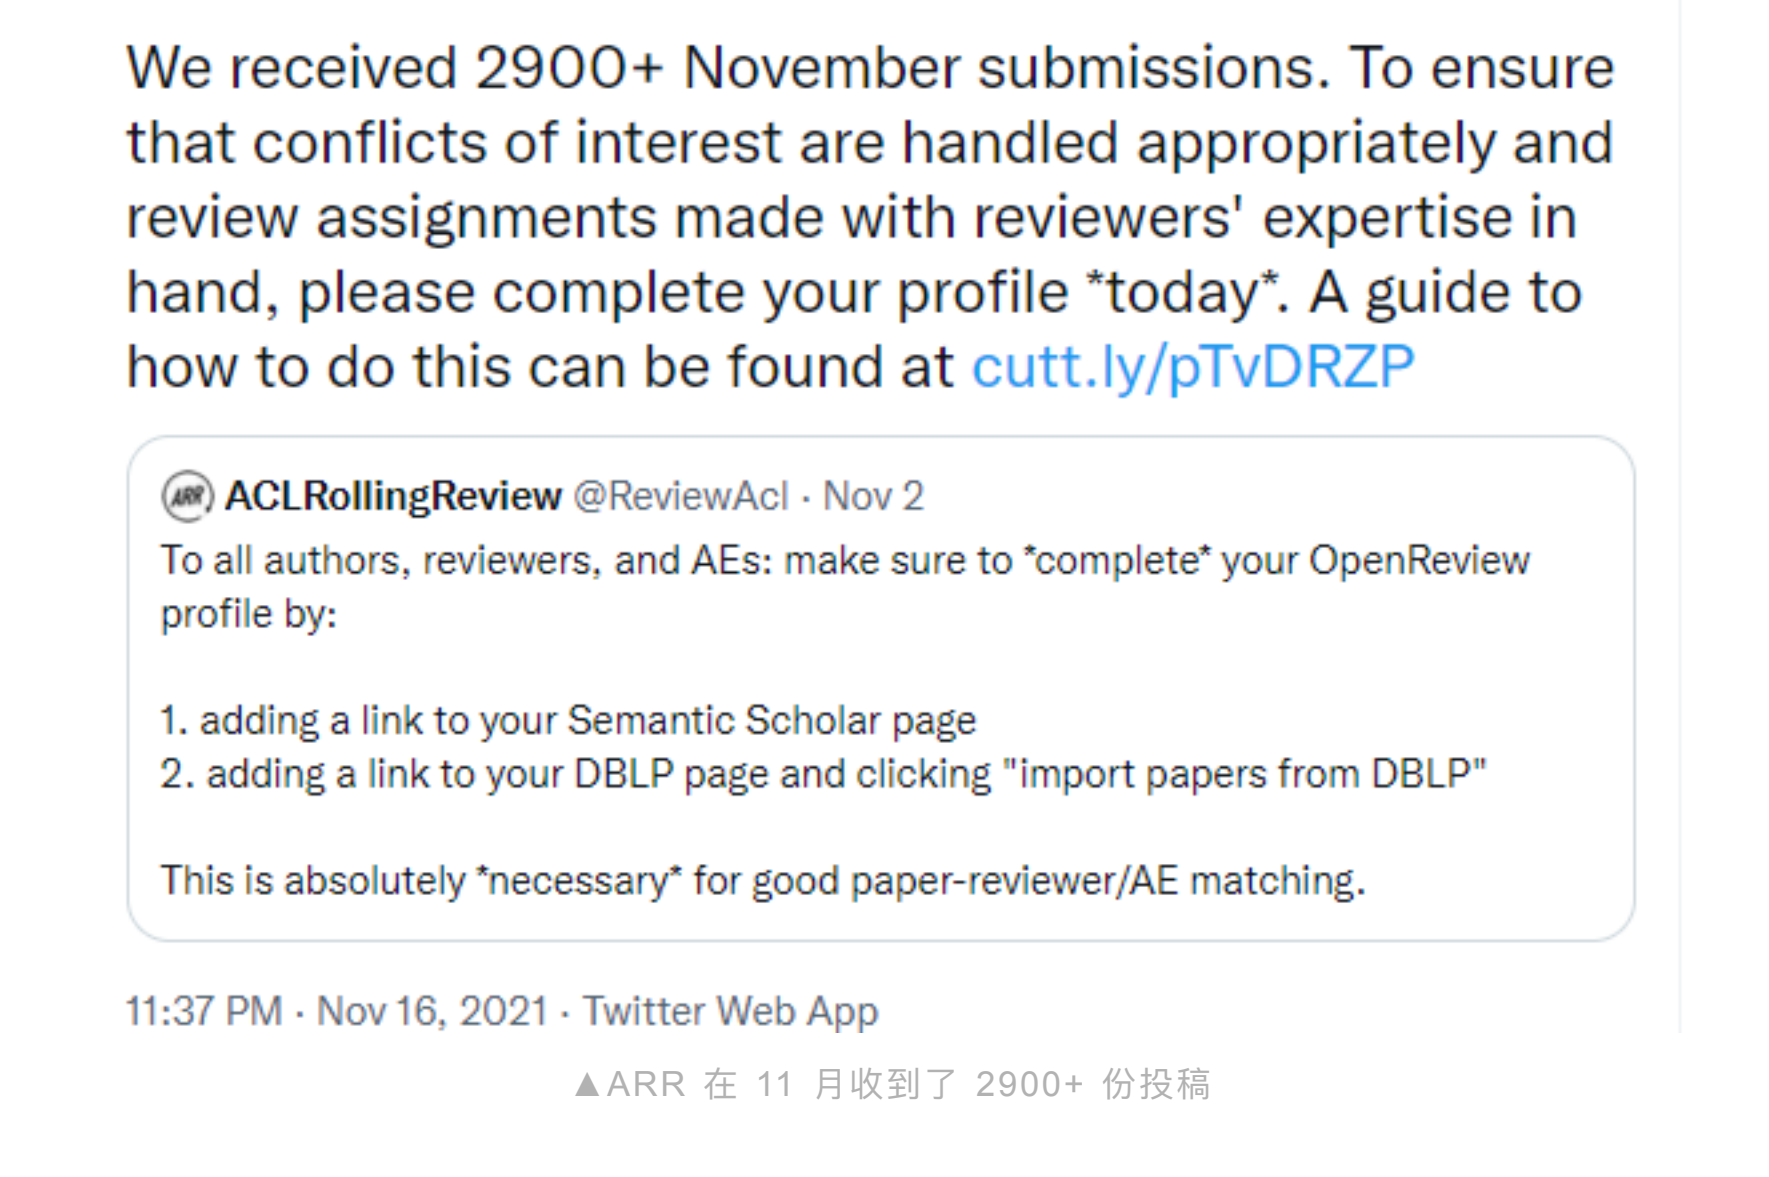 We received 2900+ November submissions. To ensure
that conflicts of interest are handled appropriately and
review assignments made with reviewers' expertise in
hand, please complete your profile *today*. A guide to
how to do this can be found at cutt.ly/pTvDRZP
ARR ACLRollingReview @ReviewAcl · Nov 2
To all authors, reviewers, and AEs: make sure to *complete* your OpenReview
profile by:
1. adding a link to your Semantic Scholar page
2. adding a link to your DBLP page and clicking "import papers from DBLP"
This is absolutely *necessary* for good paper-reviewer/AE matching.
11:37 PM · Nov 16, 2021 · Twitter Web App
▲ARR 在 11 月收到了 2900+ 份投稿